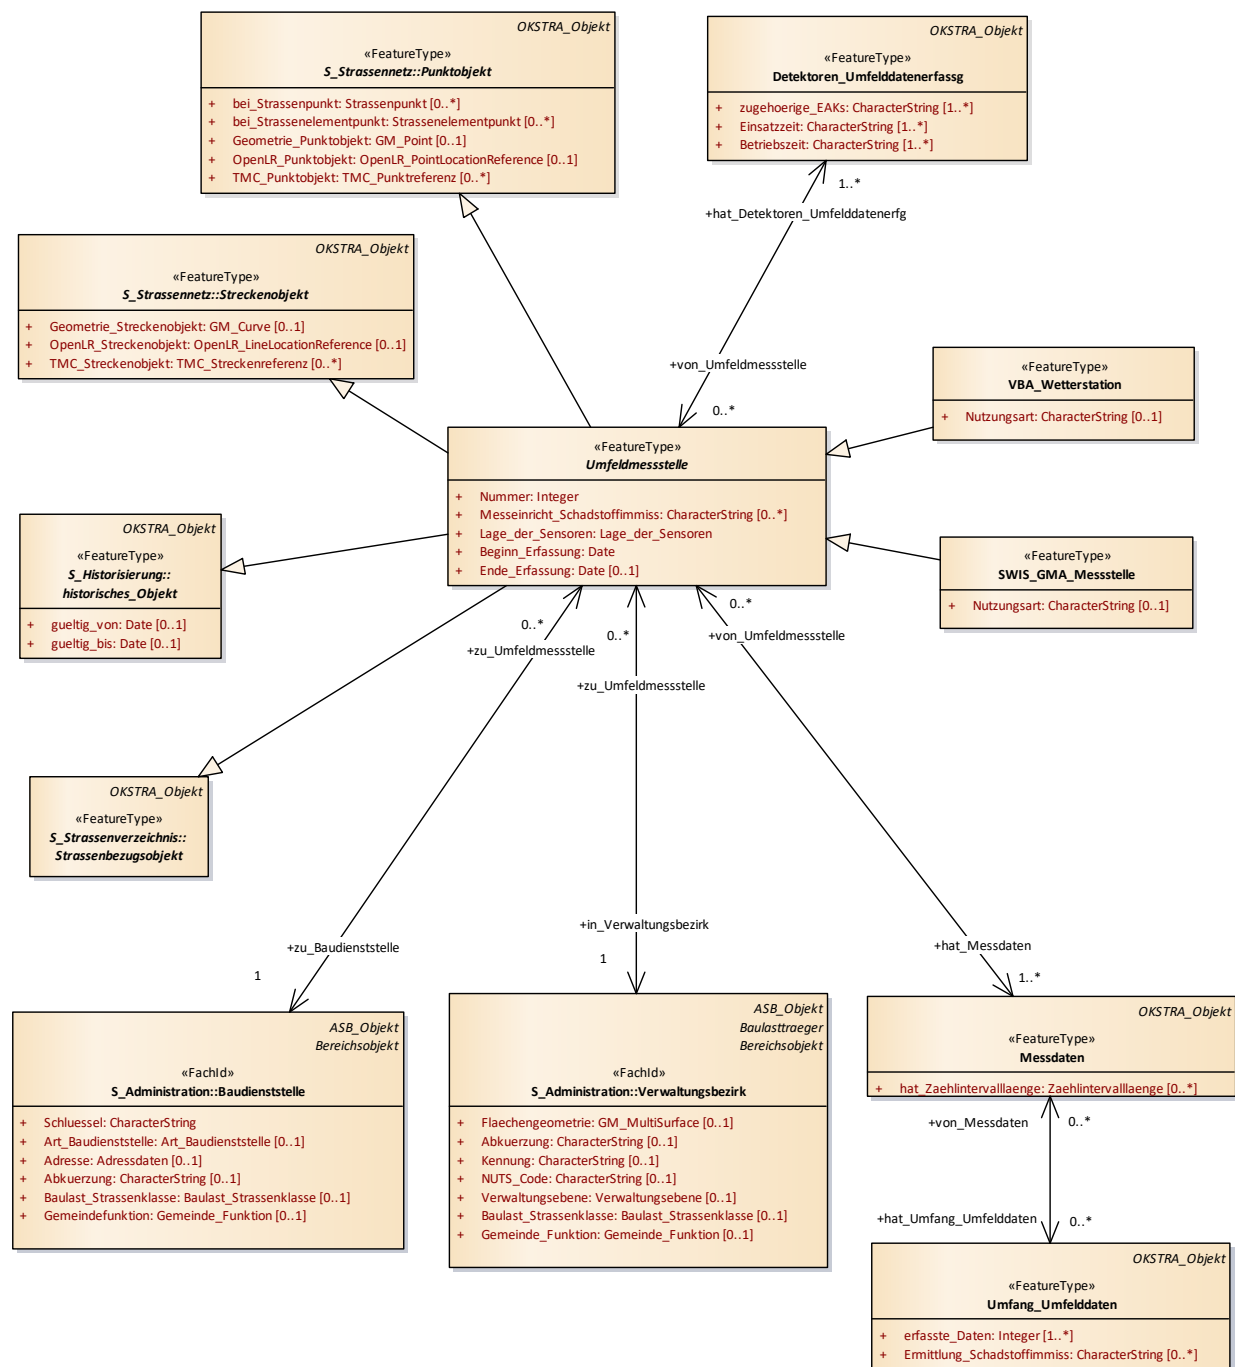 OKSTRA_Objekt
«FeatureType»
S_Strassennetz::Punktobjekt
+ bei_Strassenpunkt: Strassenpunkt [0..*]
+ bei_Strassenelementpunkt: Strassenelementpunkt [0..*]
+ Geometrie_Punktobjekt: GM_Point [0..1]
+ OpenLR_Punktobjekt: OpenLR_PointLocationReference [0..1]
+ TMC_Punktobjekt: TMC_Punktreferenz [0..*]
OKSTRA_Objekt
«FeatureType»
Detektoren_Umfelddatenerfassg
+ zugehoerige_EAKs: CharacterString [1..*]
+ Einsatzzeit: CharacterString [1..*]
+ Betriebszeit: CharacterString [1..*]
1..*
+hat_Detektoren_Umfelddatenerfg
+von_Umfeldmessstelle
0..*
OKSTRA_Objekt
«FeatureType»
S_Strassennetz::Streckenobjekt
+ Geometrie_Streckenobjekt: GM_Curve [0..1]
+ OpenLR_Streckenobjekt: OpenLR_LineLocationReference [0..1]
+ TMC_Streckenobjekt: TMC_Streckenreferenz [0..*]
«FeatureType»
VBA_Wetterstation
+ Nutzungsart: CharacterString [0..1]
«FeatureType»
Umfeldmessstelle
+ Nummer: Integer
+ Messeinricht_Schadstoffimmiss: CharacterString [0..*]
+ Lage_der_Sensoren: Lage_der_Sensoren
+ Beginn_Erfassung: Date
+ Ende_Erfassung: Date [0..1]
OKSTRA_Objekt
«FeatureType»
S_Historisierung::
historisches_Objekt
+ gueltig_von: Date [0..1]
+ gueltig_bis: Date [0..1]
«FeatureType»
SWIS_GMA_Messstelle
+ Nutzungsart: CharacterString [0..1]
0..*
+zu_Umfeldmessstelle
0..*
+zu_Umfeldmessstelle
0..*
+von_Umfeldmessstelle
OKSTRA_Objekt
«FeatureType»
S_Strassenverzeichnis::
Strassenbezugsobjekt
+zu_Baudienststelle
1
+in_Verwaltungsbezirk
1
+hat_Messdaten
1..*
ASB_Objekt
Bereichsobjekt
«FachId»
S_Administration::Baudienststelle
+ Schluessel: CharacterString
+ Art_Baudienststelle: Art_Baudienststelle [0..1]
+ Adresse: Adressdaten [0..1]
+ Abkuerzung: CharacterString [0..1]
+ Baulast_Strassenklasse: Baulast_Strassenklasse [0..1]
+ Gemeindefunktion: Gemeinde_Funktion [0..1]
ASB_Objekt
Baulasttraeger
Bereichsobjekt
«FachId»
S_Administration::Verwaltungsbezirk
+ Flaechengeometrie: GM_MultiSurface [0..1]
+ Abkuerzung: CharacterString [0..1]
+ Kennung: CharacterString [0..1]
+ NUTS_Code: CharacterString [0..1]
+ Verwaltungsebene: Verwaltungsebene [0..1]
+ Baulast_Strassenklasse: Baulast_Strassenklasse [0..1]
+ Gemeinde_Funktion: Gemeinde_Funktion [0..1]
OKSTRA_Objekt
«FeatureType»
Messdaten
+ hat_Zaehlintervalllaenge: Zaehlintervalllaenge [0..*]
+von_Messdaten
0..*
+hat_Umfang_Umfelddaten
0..*
OKSTRA_Objekt
«FeatureType»
Umfang_Umfelddaten
+ erfasste_Daten: Integer [1..*]
+ Ermittlung_Schadstoffimmiss: CharacterString [0..*]